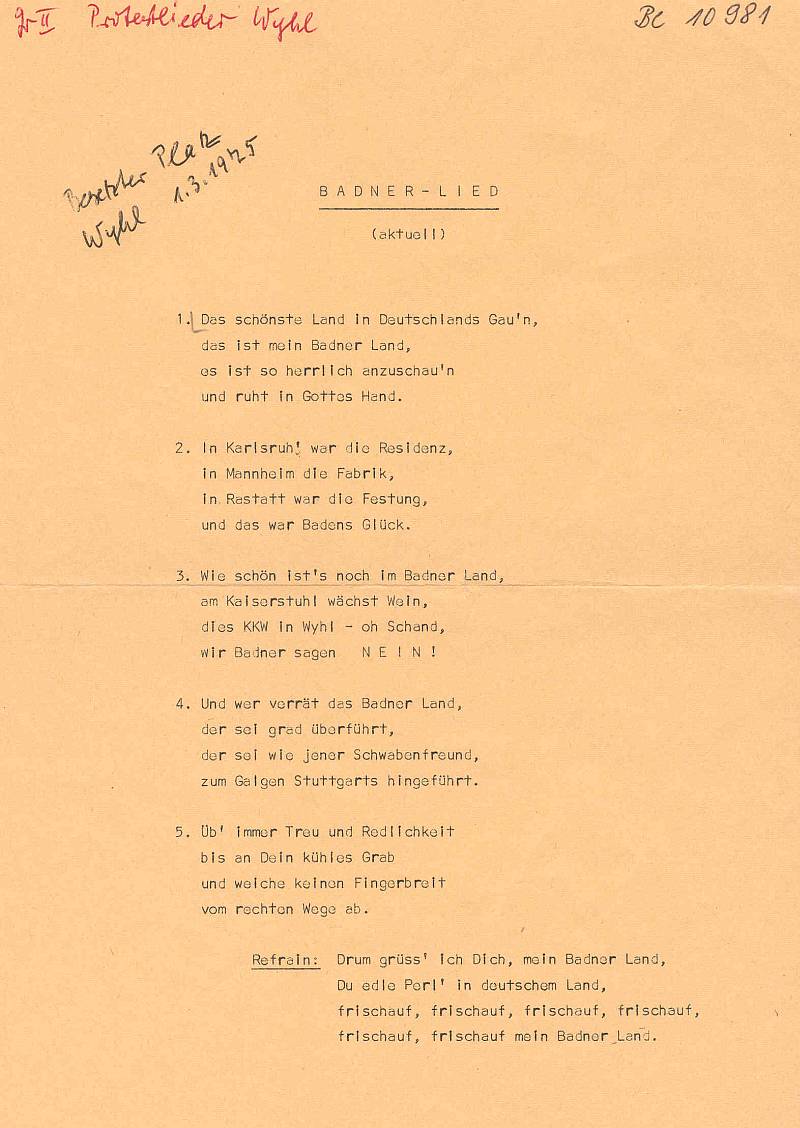 gr II Protestlieder Wyhl
BC 10 981
Besetzter Platz
Wyhl 1.3.1975
BADNER-LIED
(aktuell)
1. Das schönste Land in Deutschlands Gau'n,
das ist mein Badner Land,
es ist so herrlich anzuschau'n
und ruht in Gottes Hand.
2. In Karlsruh' war die Residenz,
in Mannheim die Fabrik,
in Rastatt war die Festung,
und das war Badens Glück.
3. Wie schön ist's noch im Badner Land,
am Kaiserstuhl wächst Wein,
dies KKW in Wyhl - oh Schand,
wir Badner sagen N E I N !
4. Und wer verrät das Badner Land,
der sei grad überführt,
der sei wie jener Schwabenfreund,
zum Galgen Stuttgarts hingeführt.
5. Üb' immer Treu und Redlichkeit
bis an Dein kühles Grab
und weiche keinen Fingerbreit
vom rechten Wege ab.
Refrain: Drum grüss' ich Dich, mein Badner Land,
Du edle Perl' in deutschem Land,
frischauf, frischauf, frischauf, frischauf,
frischauf, frischauf mein Badner Land.